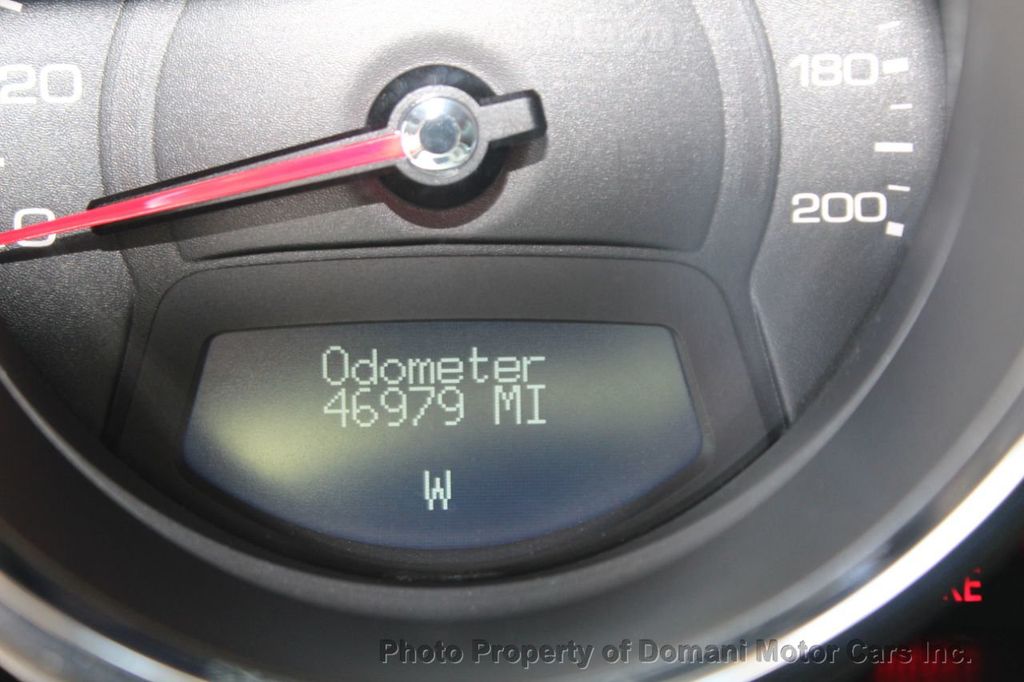 20
180
0
200
Odometer
46979 MI
W
Photo Property of Domani Motor Cars Inc.